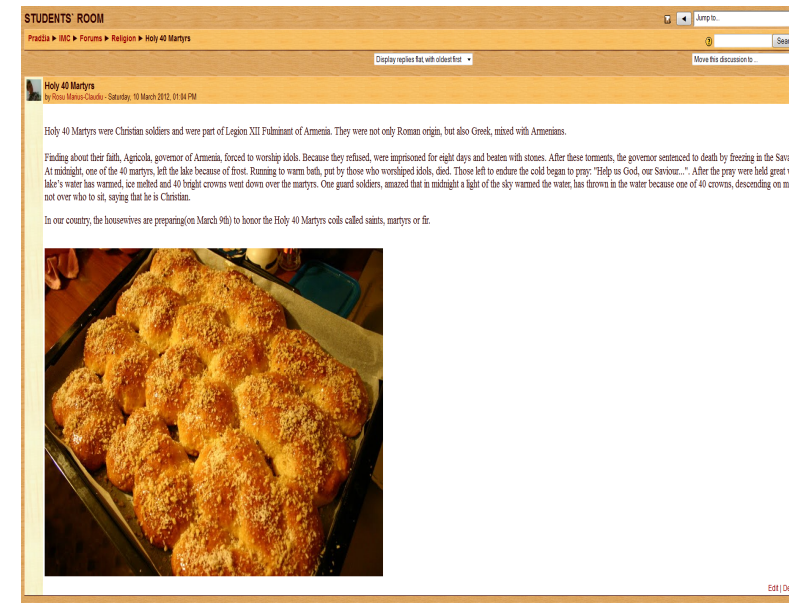 STUDENTS` ROOM
Jump to...
Pradžia ► IMC ► Forums ► Religion ► Holy 40 Martyrs
Display replies flat, with oldest first
Move this discussion to ...
Holy 40 Martyrs
by Rosu Marius-Claudiu - Saturday, 10 March 2012, 01:04 PM
Holy 40 Martyrs were Christian soldiers and were part of Legion XII Fulminant of Armenia. They were not only Roman origin, but also Greek, mixed with Armenians.
Finding about their faith, Agricola, governor of Armenia, forced to worship idols. Because they refused, were imprisoned for eight days and beaten with stones. After these torments, the governor sentenced to death by freezing in the
At midnight, one of the 40 martyrs, left the lake because of frost. Running to warm bath, put by those who worshiped idols, died. Those left to endure the cold began to pray: "Help us God, our Saviour...". After the pray were held great
lake's water has warmed, ice melted and 40 bright crowns went down over the martyrs. One guard soldiers, amazed that in midnight a light of the sky warmed the water, has thrown in the water because one of 40 crowns, descending on
not over who to sit, saying that he is Christian.
In our country, the housewives are preparing(on March 9th) to honor the Holy 40 Martyrs coils called saints, martyrs or fir.
Edit |